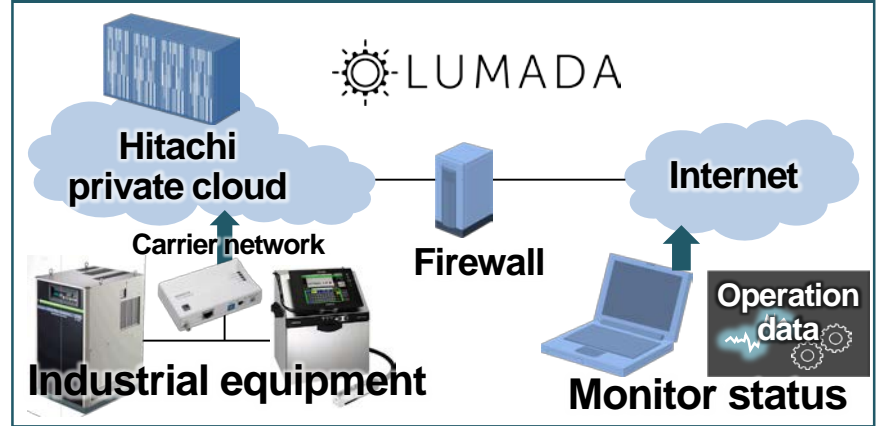 LUMADA
Hitachi
private cloud
Internet
Carrier network
Firewall
Operation
data
Industrial equipment
Monitor status